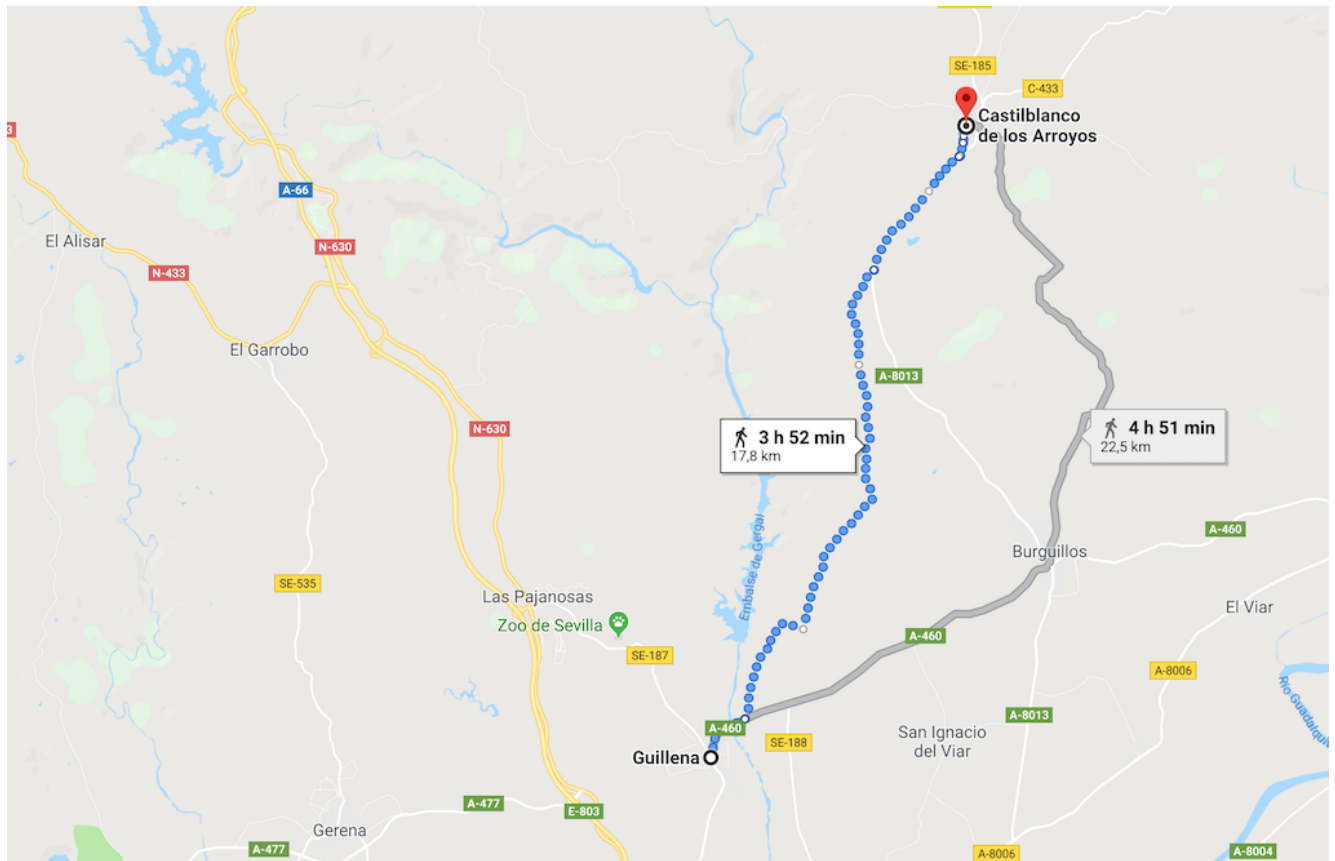 SE-185
C-433
Castilblanco
de los Arroyos
A-66
El Alisar
N-630
N-433
El Garrobo
A-8013
N-630
3 h 52 min
17,8 km
4 h 51 min
22,5 km
A-460
Embalse de Gergal
Burguillos
SE-535
Las Pajanosas
El Viar
Zoo de Sevilla
A-460
SE-187
A-8006
Río Guadalquivir
A-8013
A-460
San Ignacio
del Viar
SE-188
Guillena
A-477
E-803
Gerena
A-477
A-8006
A-8004